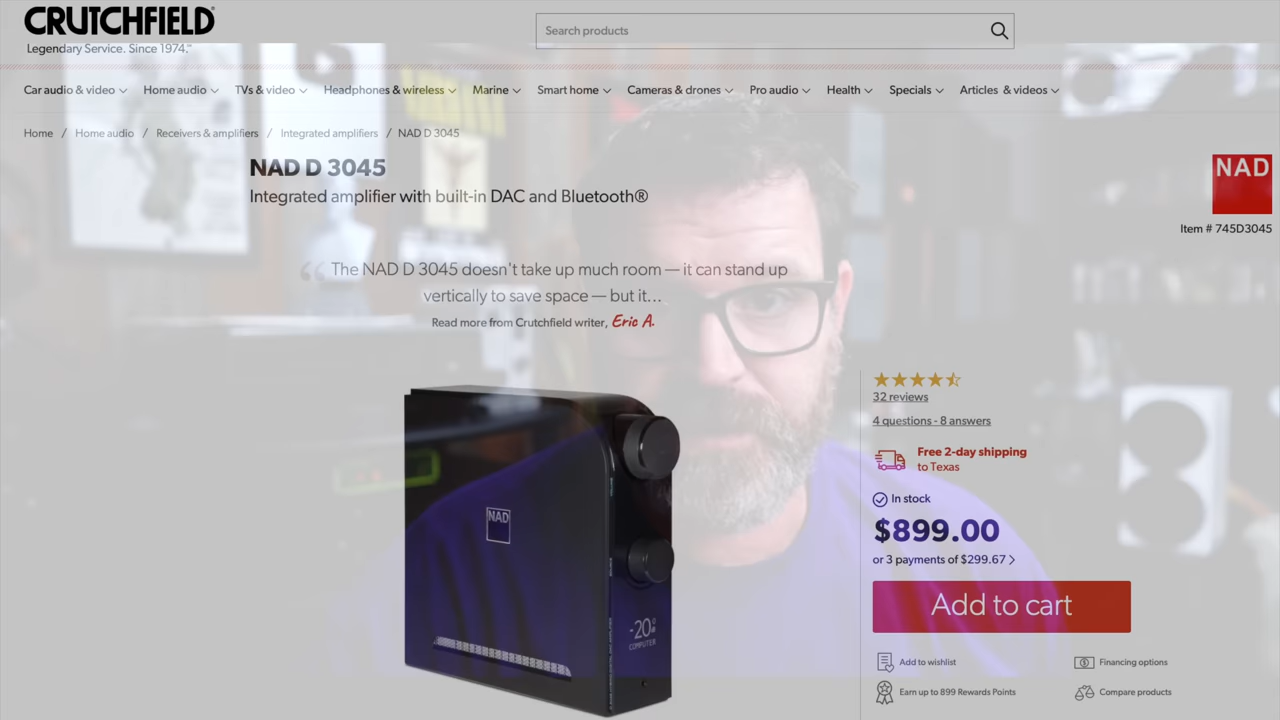 CRUTCHFIELD®
Legendary Service. Since 1974.™
Search products
Car audio & video Home audio TVs & video Headphones & wireless Marine Smart home Cameras & drones Pro audio Health Specials Articles & videos
Home / Home audio / Receivers & amplifiers / Integrated amplifiers / NAD D 3045
NAD D 3045
Integrated amplifier with built-in DAC and Bluetooth®
NAD
Item # 745D3045
“ The NAD D 3045 doesn't take up much room — it can stand up
vertically to save space — but it...
Read more from Crutchfield writer, Eric A.
32 reviews
4 questions - 8 answers
Free 2-day shipping
to Texas
In stock
$899.00
or 3 payments of $299.67 >
Add to cart
NAD
-20
COMPUTER
Add to wishlist
Financing options
Earn up to 899 Rewards Points
Compare products